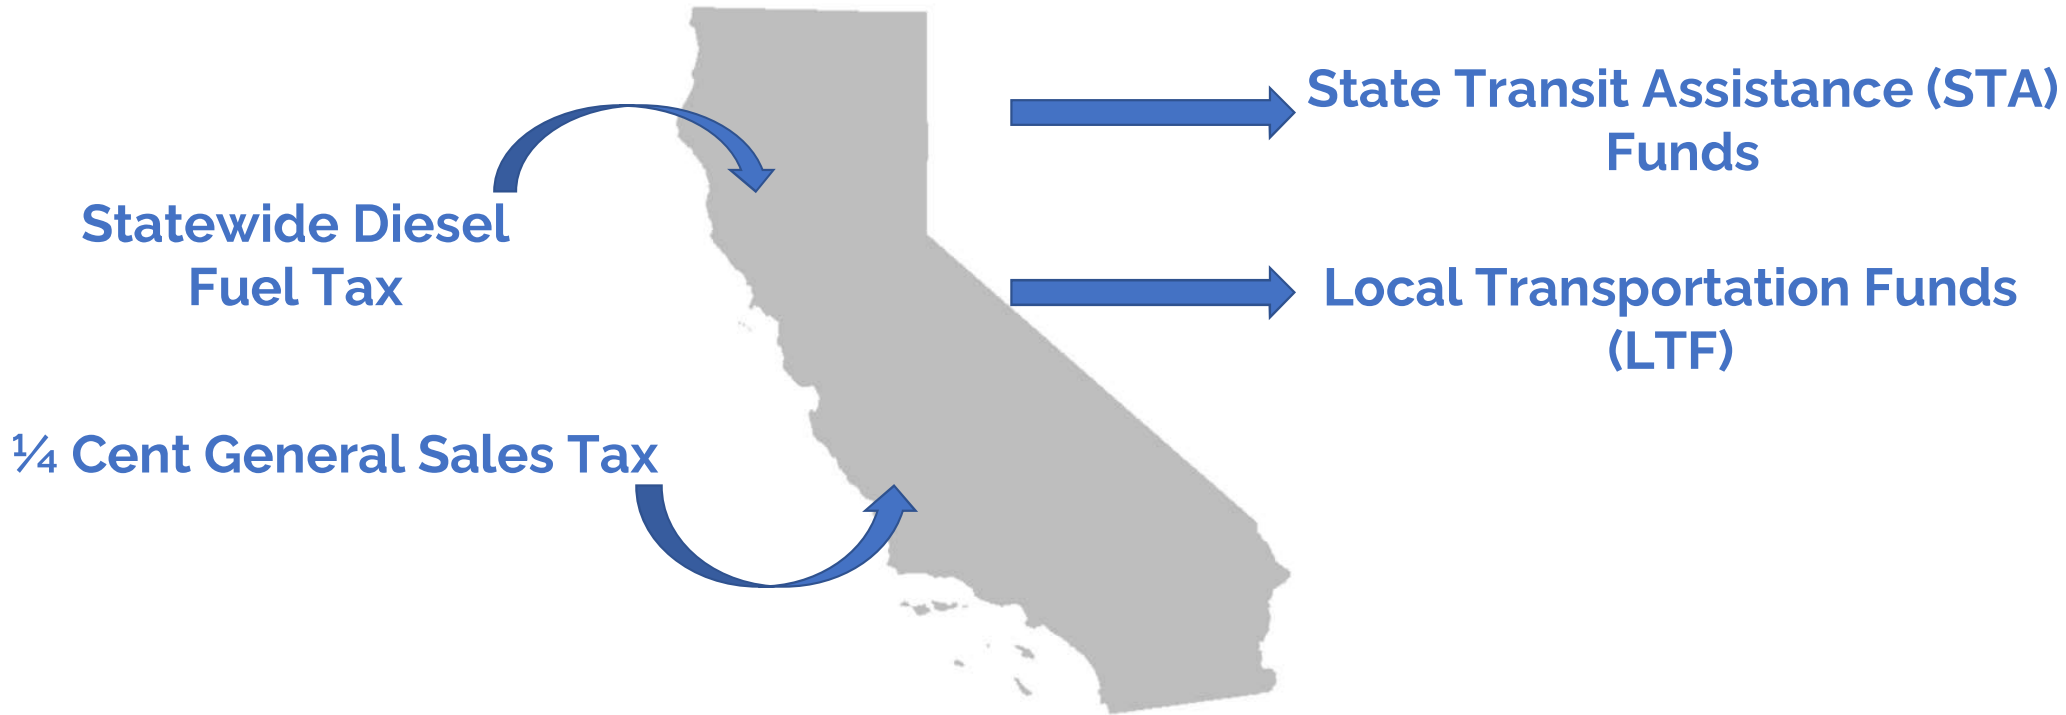 Statewide Diesel
Fuel Tax
¼ Cent General Sales Tax
State Transit Assistance (STA)
Funds
Local Transportation Funds
(LTF)